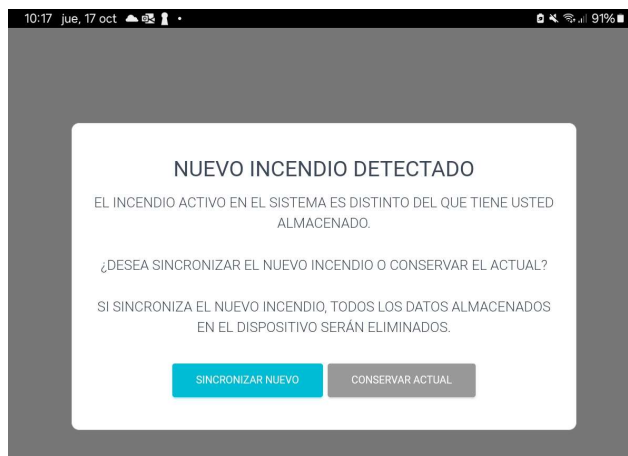 10:17 jue, 17 oct
91%
NUEVO INCENDIO DETECTADO
EL INCENDIO ACTIVO EN EL SISTEMA ES DISTINTO DEL QUE TIENE USTED
ALMACENADO.
¿DESEA SINCRONIZAR EL NUEVO INCENDIO O CONSERVAR EL ACTUAL?
SI SINCRONIZA EL NUEVO INCENDIO, TODOS LOS DATOS ALMACENADOS
EN EL DISPOSITIVO SERÁN ELIMINADOS.
SINCRONIZAR NUEVO
CONSERVAR ACTUAL